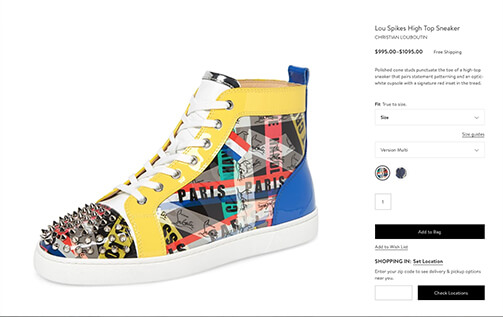 Lou Spikes High Top Sneaker
CHRISTIAN LOUBOUTIN
$995.00–$1095.00 Free Shipping
Polished cone studs punctuate the toe of a high-top
sneaker that pairs statement patterning and an optic-
white cupsole with a signature red inset in the tread.
Fit: True to size.
Size
Size guides
Version Multi
1
Add to Bag
Add to Wish List
SHOPPING IN: Set Location
Enter your zip code to see delivery & pickup options
near you.
Check Locations
PARIS
PARIS